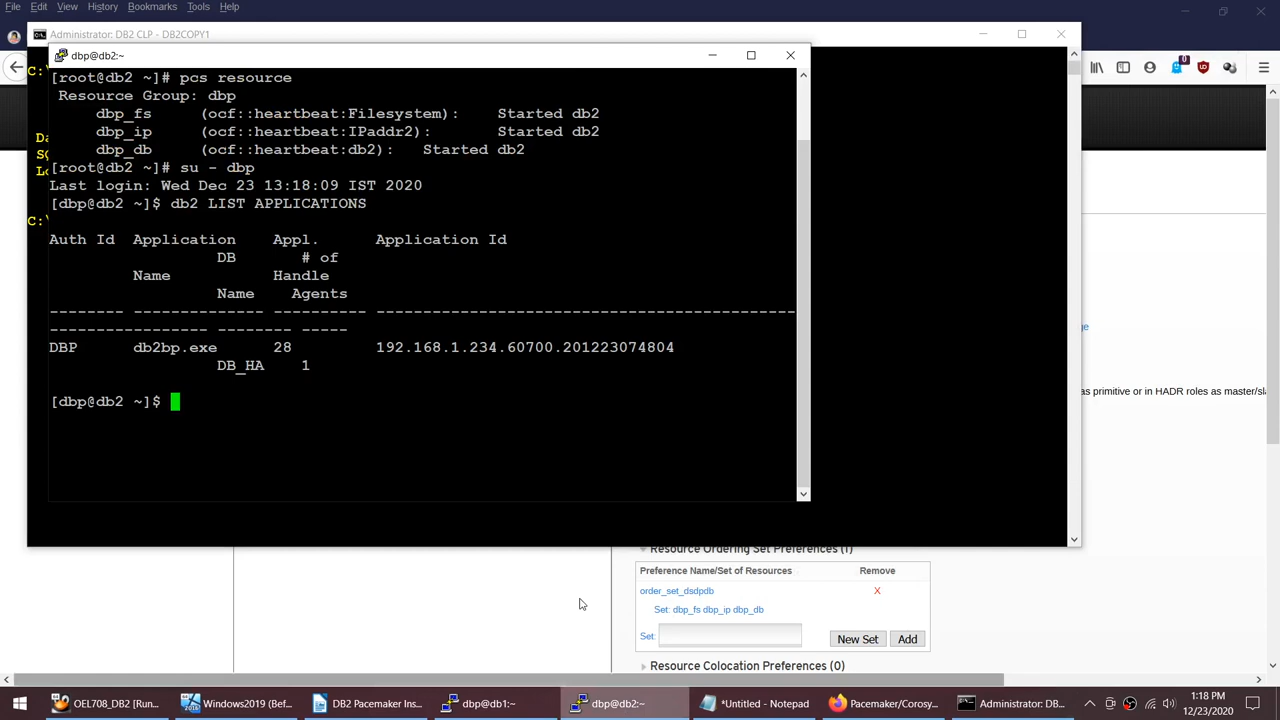 File Edit View History Bookmarks Tools Help
Administrator: DB2 CLP - DB2COPY1
dbp@db2:~
0
[root@db2 ~]# pcs resource
Resource Group: dbp
dbp_fs (ocf::heartbeat:Filesystem): Started db2
dbp_ip (ocf::heartbeat:IPaddr2): Started db2
dbp_db (ocf::heartbeat:db2): Started db2
[root@db2 ~]# su - dbp
Last login: Wed Dec 23 13:18:09 IST 2020
[dbp@db2 ~]$ db2 LIST APPLICATIONS
Auth Id Application Appl. Application Id
DB # of
Name Handle
Name Agents
-------- -------------- ---------- ---------------------------------------------
----------------- -------- -----
DBP db2bp.exe 28 192.168.1.234.60700.201223074804
DB_HA 1
[dbp@db2 ~]$
C:\
Da
S
Lo
C:\
ge
as primitive or in HADR roles as master/sla
Resource Ordering Set Preferences (1)
Preference Name/Set of Resources Remove
order_set_dsdpdb X
Set: dbp_fs dbp_ip dbp_db
Set: New Set Add
Resource Colocation Preferences (0)
OEL708_DB2 [Run... Windows2019 (Bef... DB2 Pacemaker Ins... dbp@db1:~ dbp@db2:~ *Untitled - Notepad Pacemaker/Corosy... Administrator: DB...
1:18 PM
12/23/2020